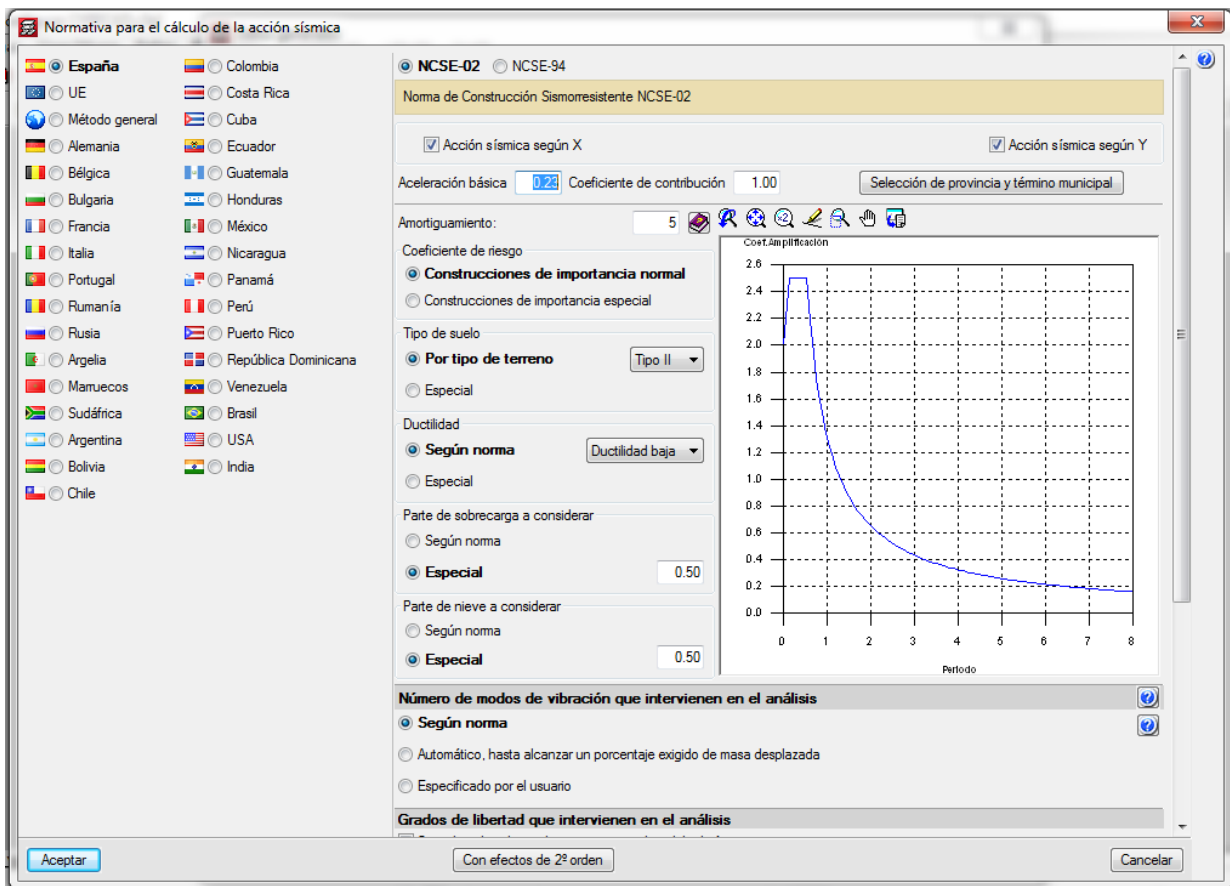 Normativa para el cálculo de la acción sísmica
España
UE
Método general
Alemania
Bélgica
Bulgaria
Francia
Italia
Portugal
Rumanía
Rusia
Argelia
Marruecos
Sudáfrica
Argentina
Bolivia
Chile
Colombia
Costa Rica
Cuba
Ecuador
Guatemala
Honduras
México
Nicaragua
Panamá
Perú
Puerto Rico
República Dominicana
Venezuela
Brasil
USA
India
NCSE-02 NCSE-94
Norma de Construcción Sismorresistente NCSE-02
Acción sísmica según X Acción sísmica según Y
Aceleración básica 0.23 Coeficiente de contribución 1.00 Selección de provincia y término municipal
Amortiguamiento: 5
Coeficiente de riesgo
Construcciones de importancia normal
Construcciones de importancia especial
Tipo de suelo
Por tipo de terreno Tipo II
Especial
Ductilidad
Según norma Ductilidad baja
Especial
Parte de sobrecarga a considerar
Según norma
Especial 0.50
Parte de nieve a considerar
Según norma
Especial 0.50
x2
Coef.Amplificación
2.6
2.4
2.2
2.0
1.8
1.6
1.4
1.2
1.0
0.8
0.6
0.4
0.2
0.0
0 1 2 3 4 5 6 7 8
Periodo
Número de modos de vibración que intervienen en el análisis
Según norma
Automático, hasta alcanzar un porcentaje exigido de masa desplazada
Especificado por el usuario
Grados de libertad que intervienen en el análisis
Aceptar Con efectos de 2º orden Cancelar